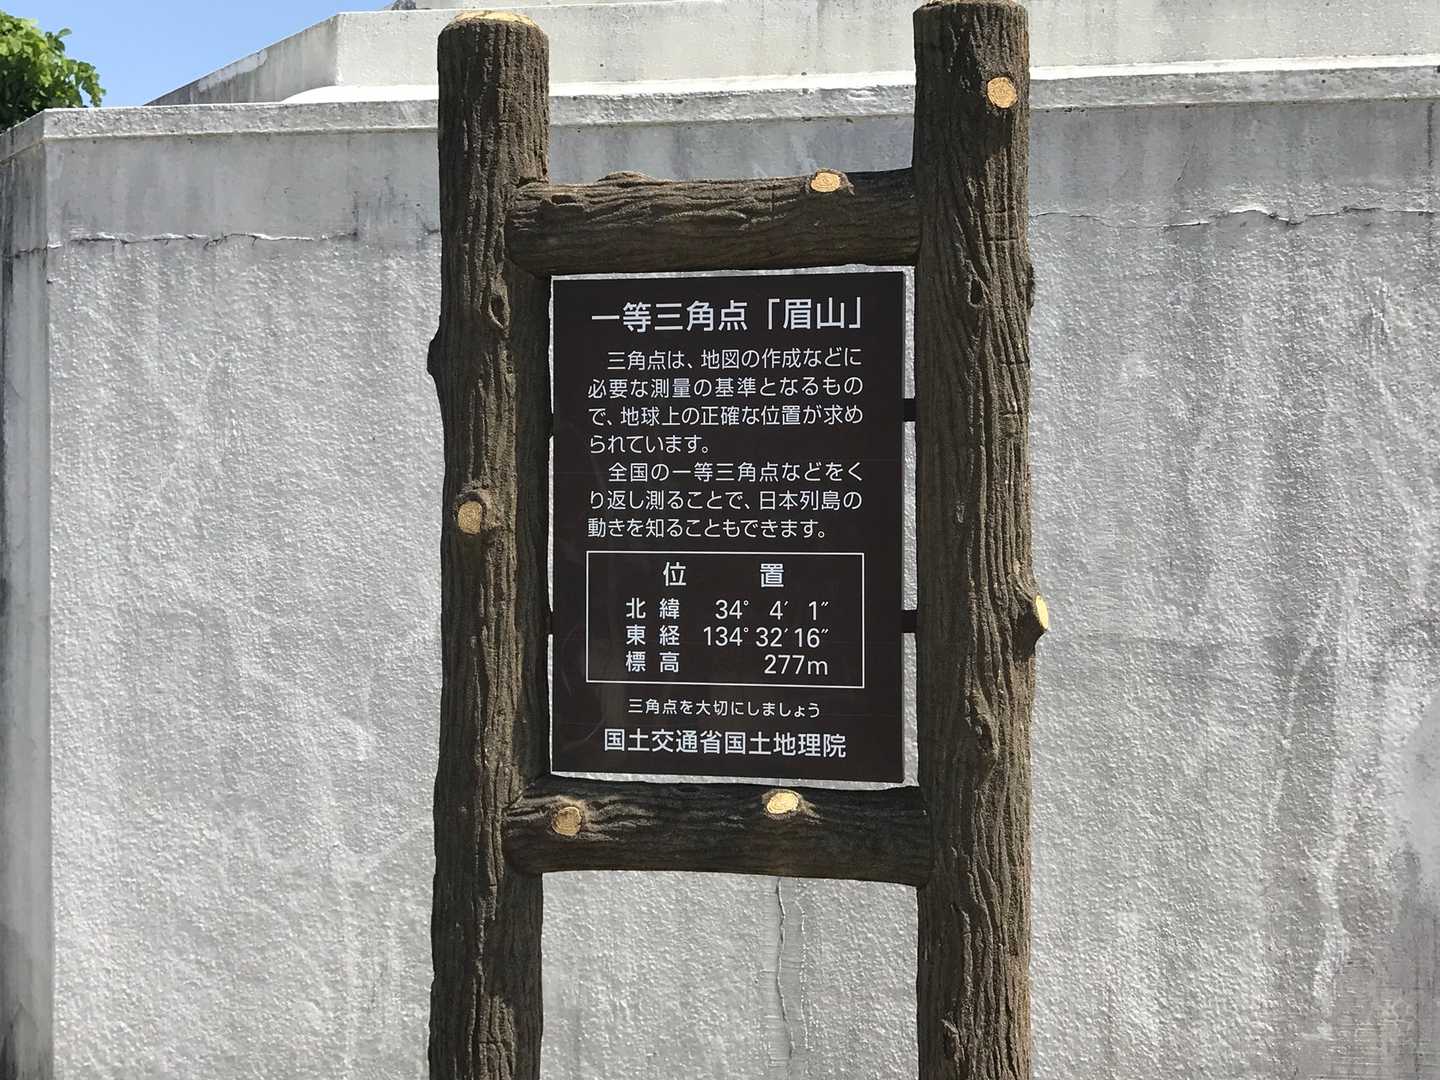 一等三角点「眉山」
三角点は、地図の作成などに
必要な測量の基準となるもの
で、地球上の正確な位置が求め
られています。
全国の一等三角点などをく
り返し測ることで、日本列島の
動きを知ることもできます。
位置
北緯 34° 4′ 1″
東経 134° 32′ 16″
標高 277m
三角点を大切にしましょう
国土交通省国土地理院